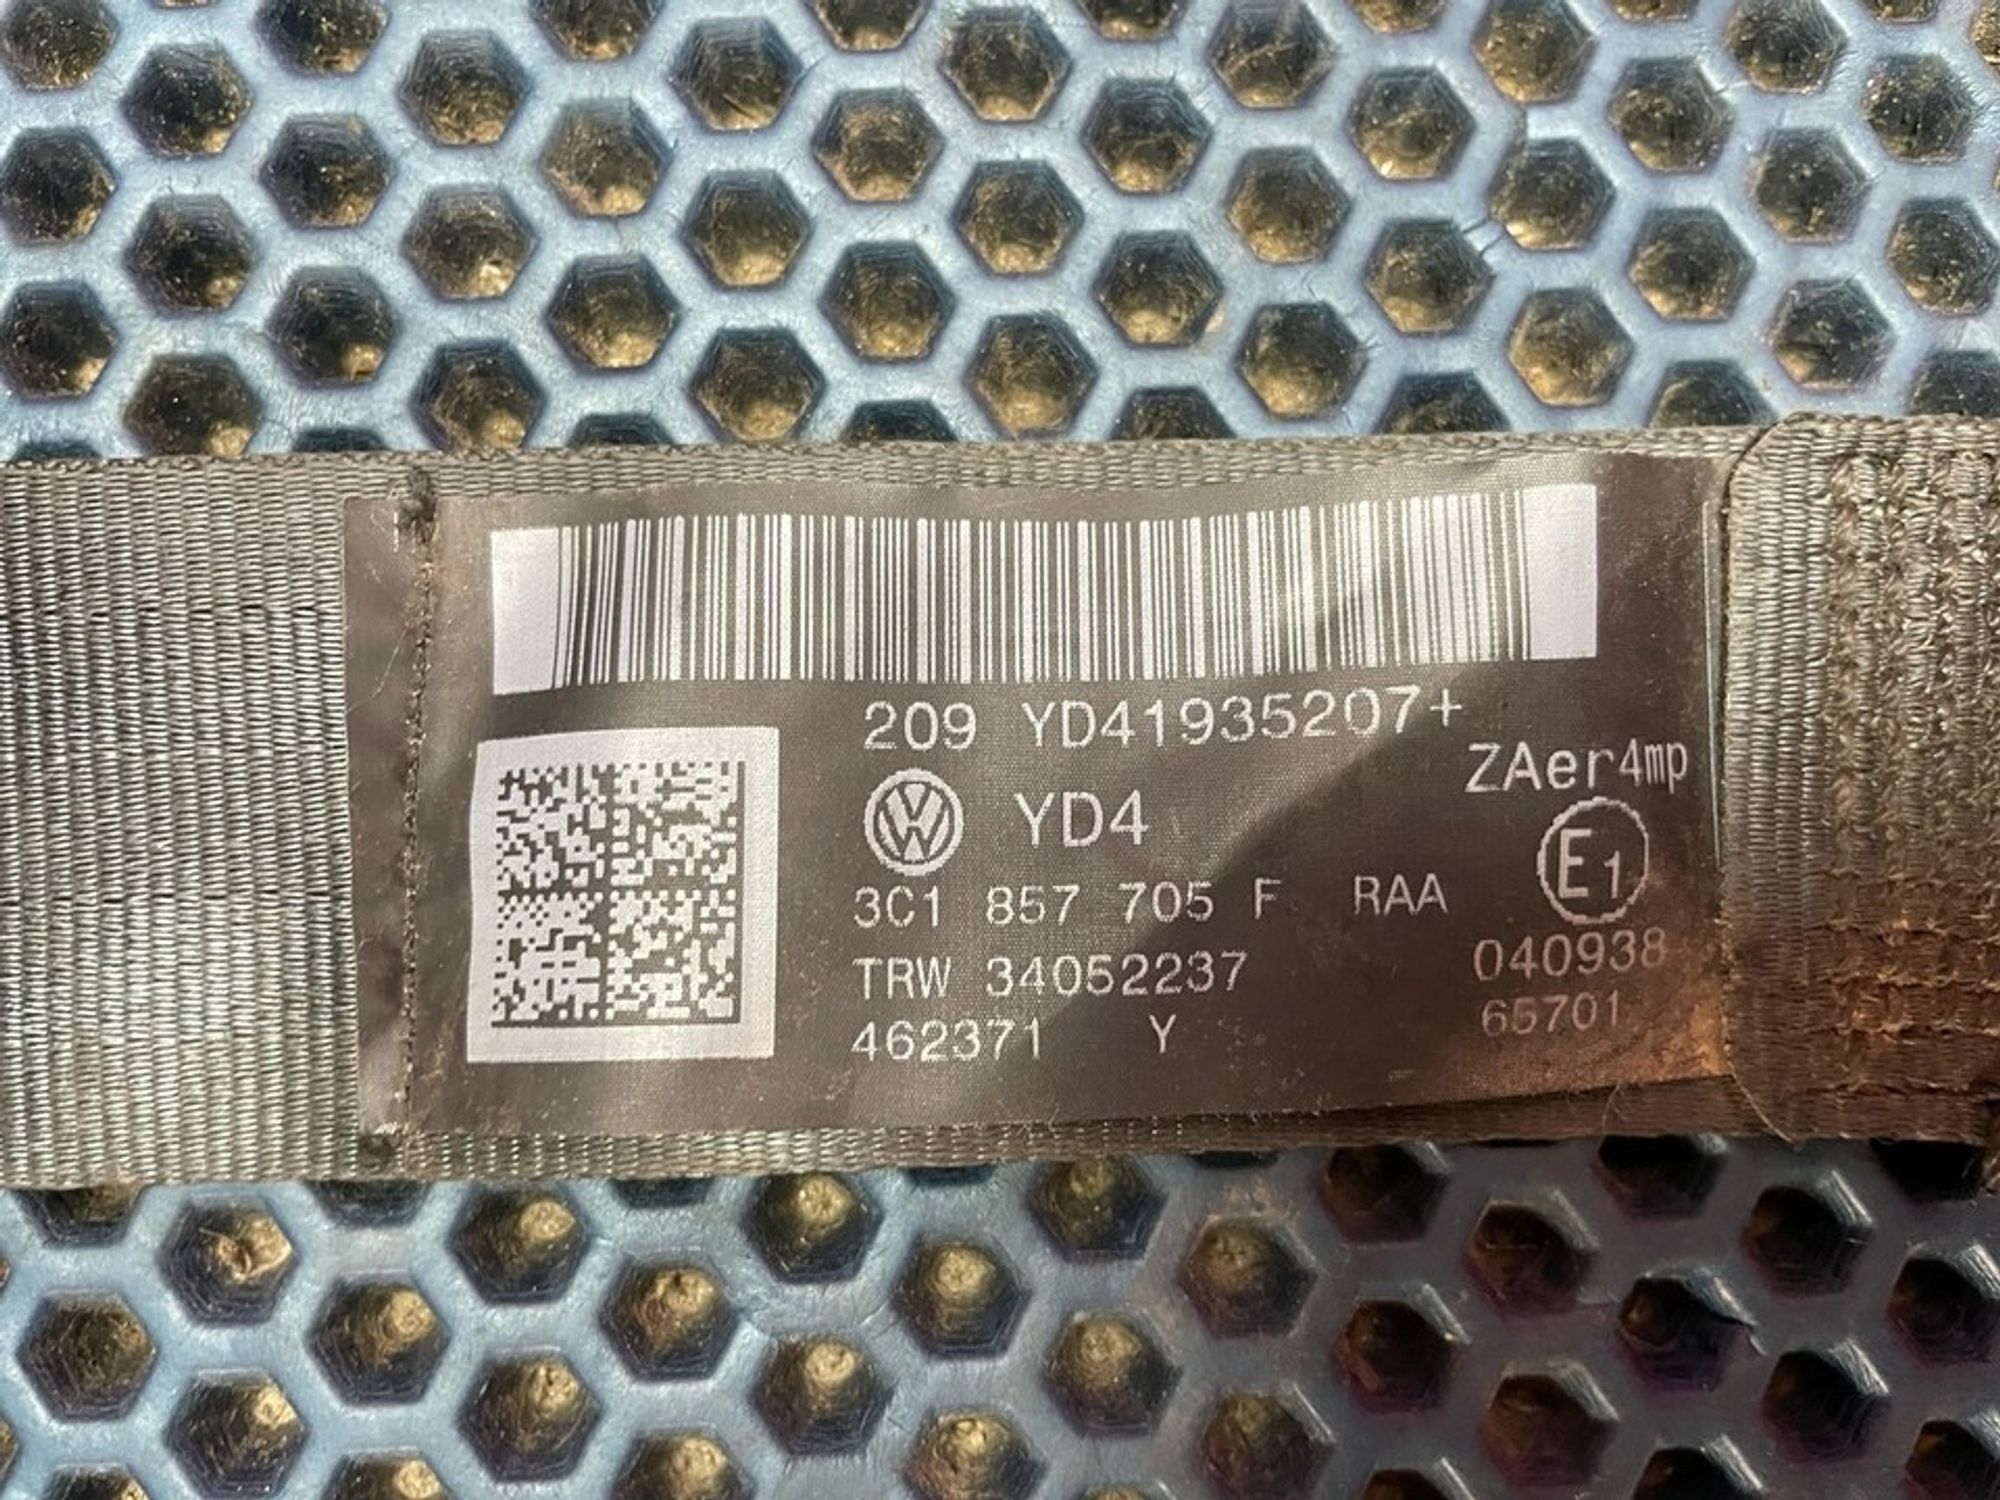 209 YD41935207+
ZAer4mp
YD4
E1
3C1 857 705 F RAA
TRW 34052237
040938
462371 Y
65701